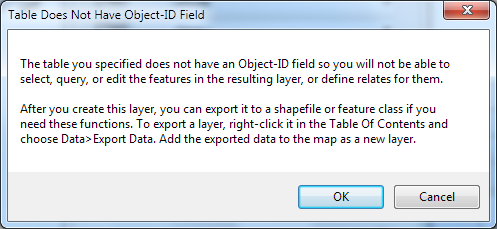 Table Does Not Have Object-ID Field
The table you specified does not have an Object-ID field so you will not be able to
select, query, or edit the features in the resulting layer, or define relates for them.
After you create this layer, you can export it to a shapefile or feature class if you
need these functions. To export a layer, right-click it in the Table Of Contents and
choose Data>Export Data. Add the exported data to the map as a new layer.
OK
Cancel